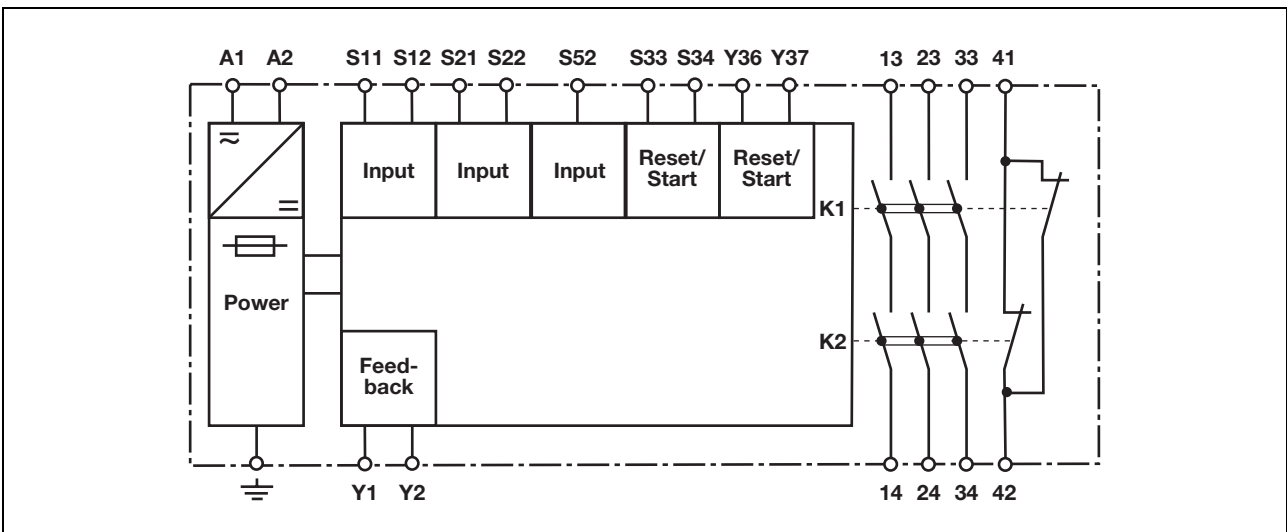 A1 A2 S11 S12 S21 S22 S52 S33 S34 Y36 Y37 13 23 33 41
Input Input Input Reset/ Reset/
Start Start
K1
Power
K2
Feed-
back
Y1 Y2 14 24 34 42